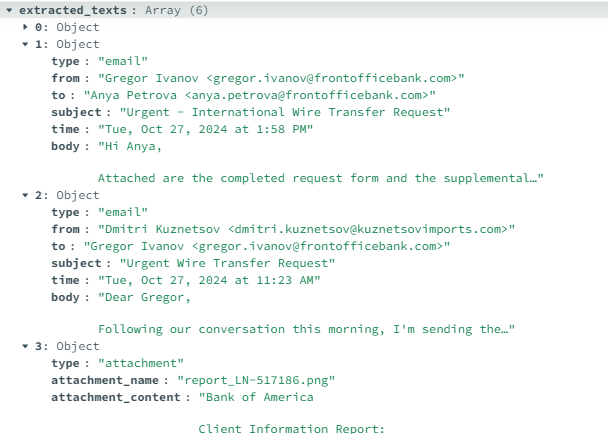 extracted_texts : Array (6)
0: Object
1: Object
type : "email"
from : "Gregor Ivanov <gregor.ivanov@frontofficebank.com>"
to : "Anya Petrova <anya.petrova@frontofficebank.com>"
subject : "Urgent - International Wire Transfer Request"
time : "Tue, Oct 27, 2024 at 1:58 PM"
body : "Hi Anya,
Attached are the completed request form and the supplemental…"
2: Object
type : "email"
from : "Dmitri Kuznetsov <dmitri.kuznetsov@kuznetsovimports.com>"
to : "Gregor Ivanov <gregor.ivanov@frontofficebank.com>"
subject : "Urgent Wire Transfer Request"
time : "Tue, Oct 27, 2024 at 11:23 AM"
body : "Dear Gregor,
Following our conversation this morning, I'm sending the…"
3: Object
type : "attachment"
attachment_name : "report_LN-517186.png"
attachment_content : "Bank of America
Client Information Report: